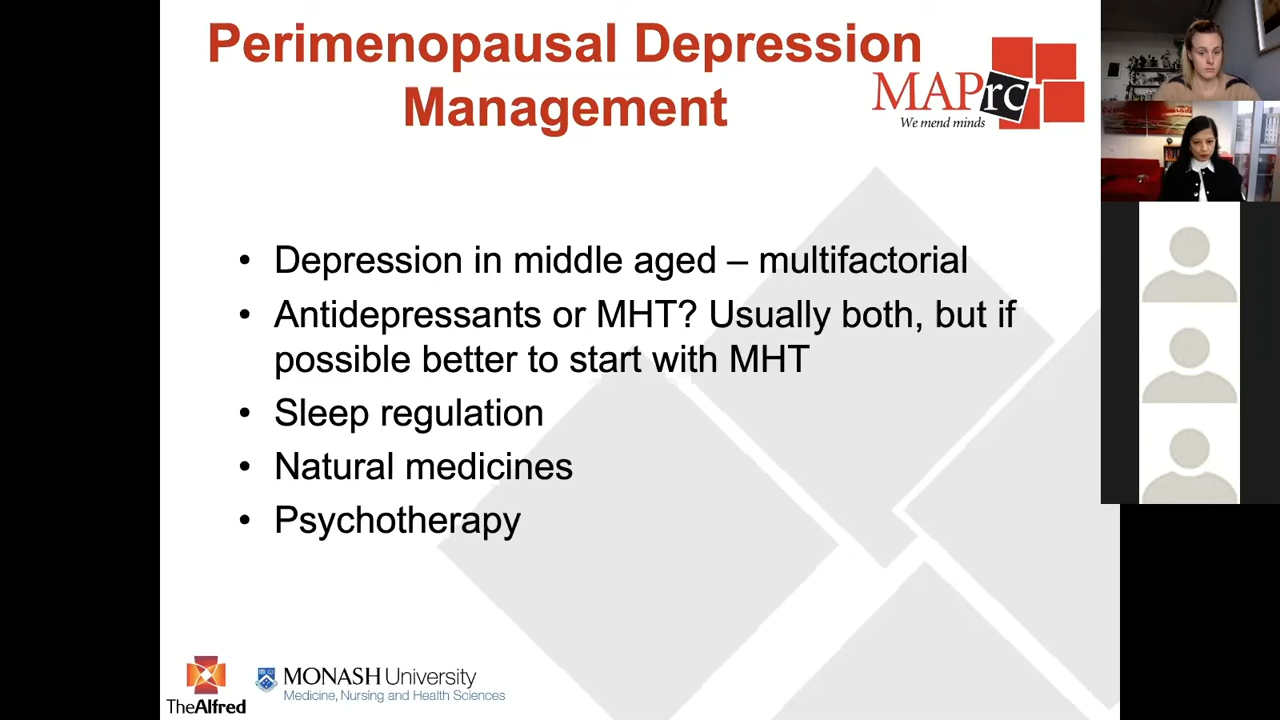 Perimenopausal Depression
Management
MAPrc
We mend minds
• Depression in middle aged – multifactorial
• Antidepressants or MHT? Usually both, but if
possible better to start with MHT
• Sleep regulation
• Natural medicines
• Psychotherapy
TheAlfred
MONASH University
Medicine, Nursing and Health Sciences